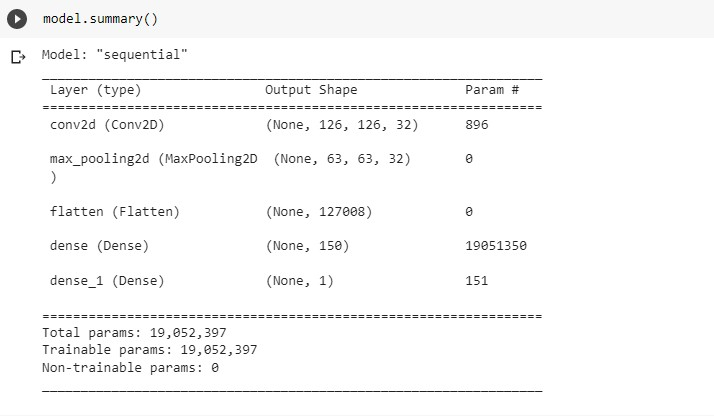 model.summary()
Model: "sequential"
_________________________________________________________________
Layer (type) Output Shape Param #
=================================================================
conv2d (Conv2D) (None, 126, 126, 32) 896
max_pooling2d (MaxPooling2D (None, 63, 63, 32) 0
)
flatten (Flatten) (None, 127008) 0
dense (Dense) (None, 150) 19051350
dense_1 (Dense) (None, 1) 151
=================================================================
Total params: 19,052,397
Trainable params: 19,052,397
Non-trainable params: 0
_________________________________________________________________